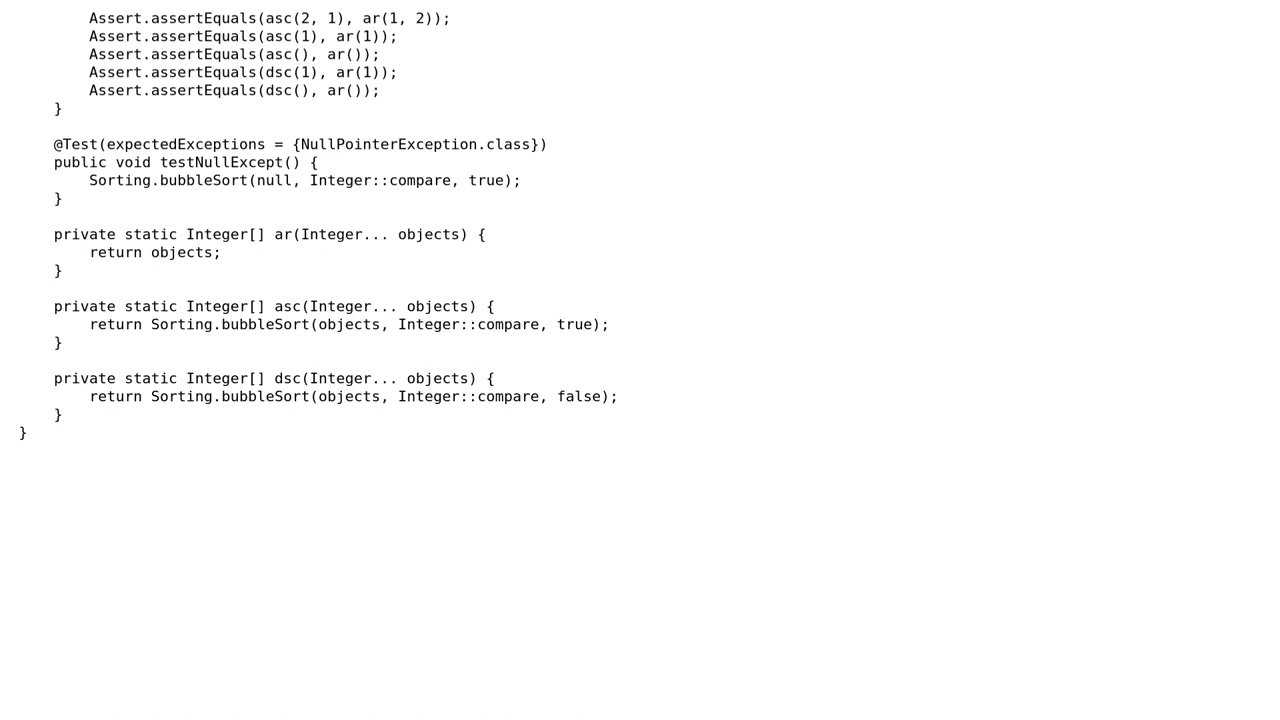 Assert.assertEquals(asc(2, 1), ar(1, 2));
        Assert.assertEquals(asc(1), ar(1));
        Assert.assertEquals(asc(), ar());
        Assert.assertEquals(dsc(1), ar(1));
        Assert.assertEquals(dsc(), ar());
    }

    @Test(expectedExceptions = {NullPointerException.class})
    public void testNullExcept() {
        Sorting.bubbleSort(null, Integer::compare, true);
    }

    private static Integer[] ar(Integer... objects) {
        return objects;
    }

    private static Integer[] asc(Integer... objects) {
        return Sorting.bubbleSort(objects, Integer::compare, true);
    }

    private static Integer[] dsc(Integer... objects) {
        return Sorting.bubbleSort(objects, Integer::compare, false);
    }
}